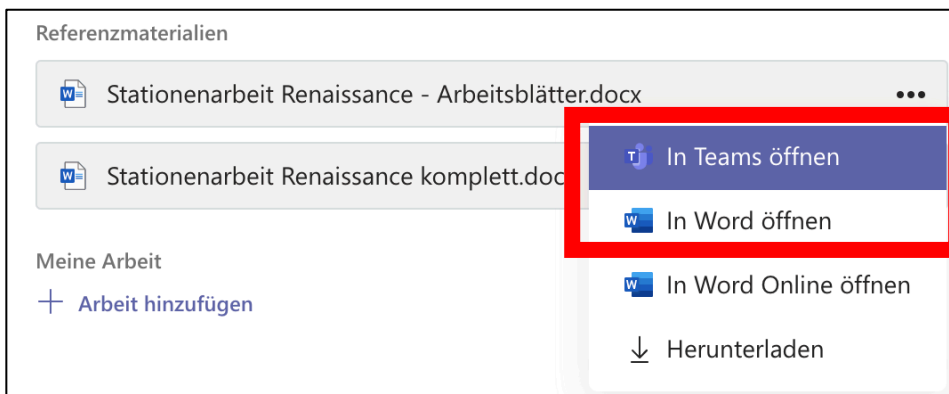 Referenzmaterialien
Stationenarbeit Renaissance - Arbeitsblätter.docx
In Teams öffnen
Stationenarbeit Renaissance komplett.doc
In Word öffnen
Meine Arbeit
Arbeit hinzufügen
In Word Online öffnen
Herunterladen